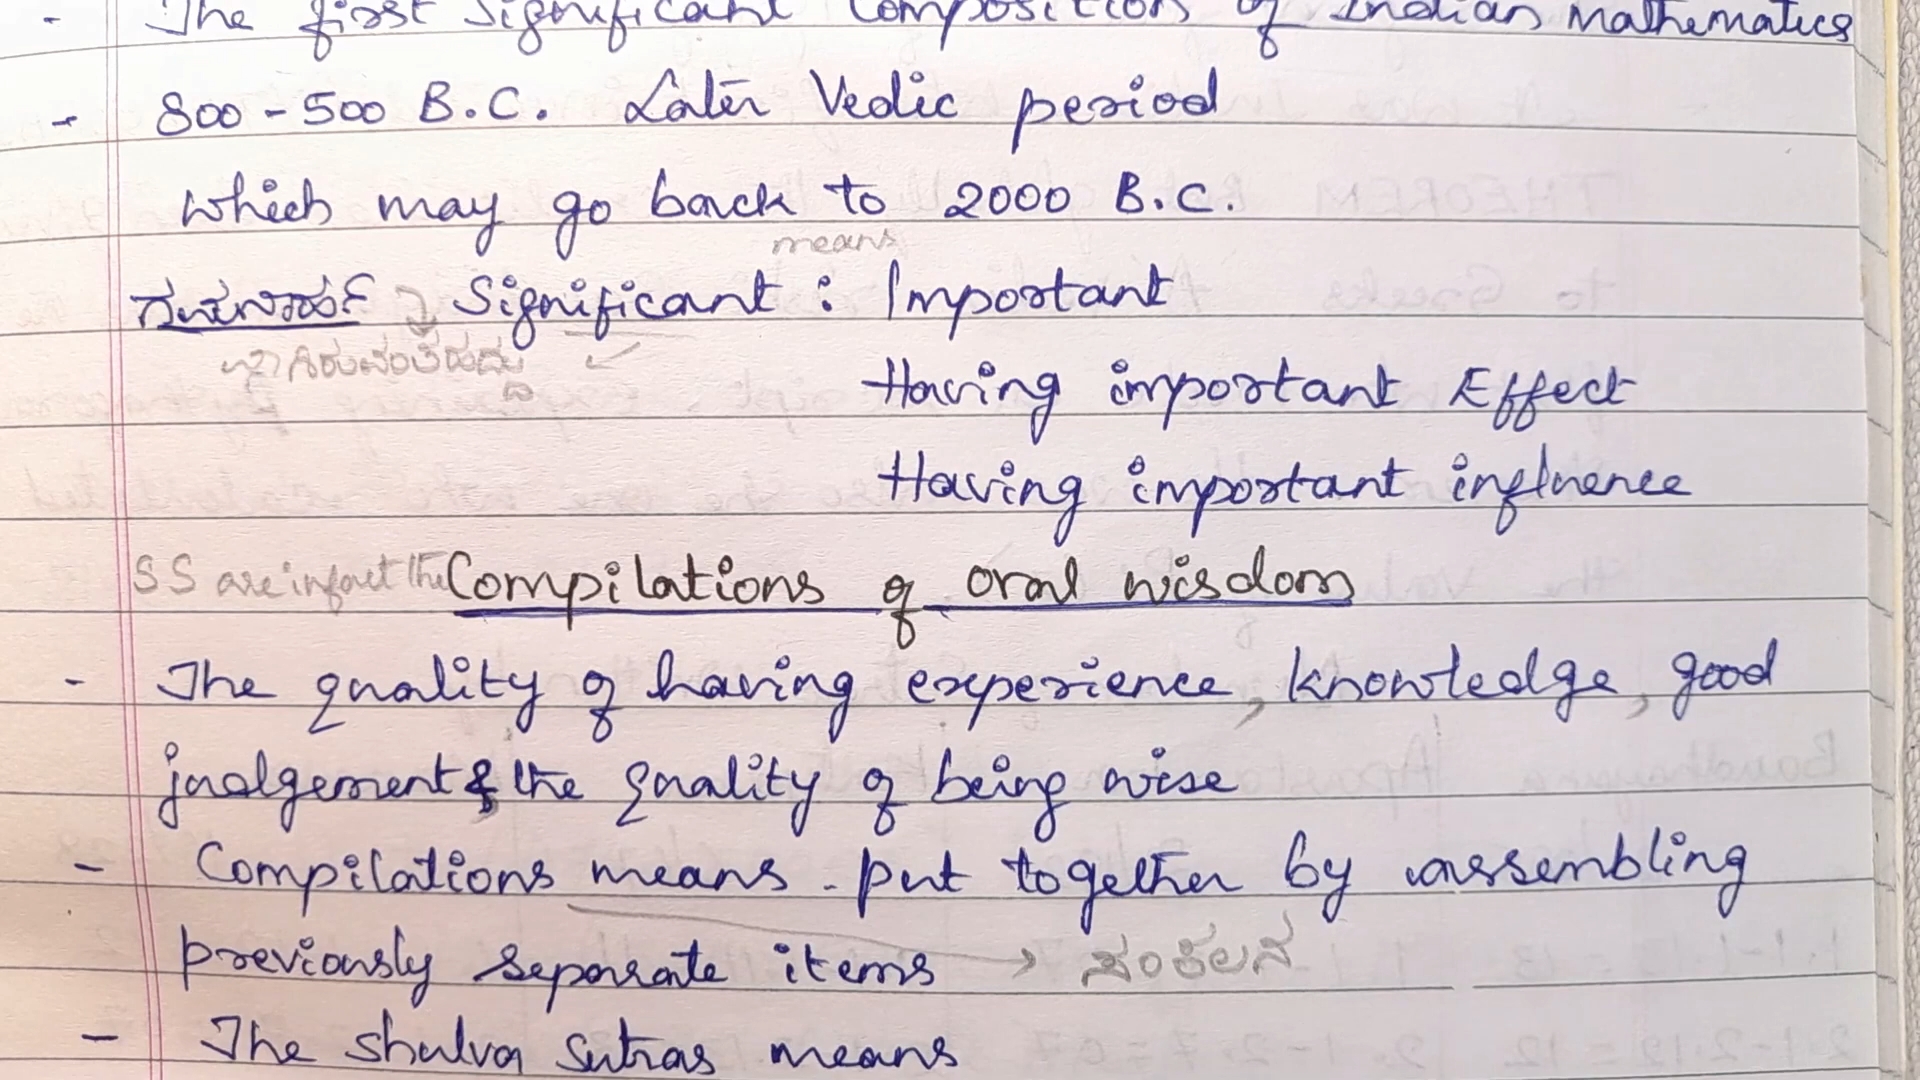 - The first Significant Composition of Indian Mathematics
- 800-500 B.C. Later Vedic period
which may go back to 2000 B.C.
means
ಗಮನಾರ್ಹ Significant : Important
Having important Effect
Having important influence
SS are infact the Compilations of oral wisdom
- The quality of having experience, knowledge, good
judgement & the quality of being wise
- Compilations means - put together by assembling
previously separate items → ಸಂಕಲನ
- The Shulva Sutras means